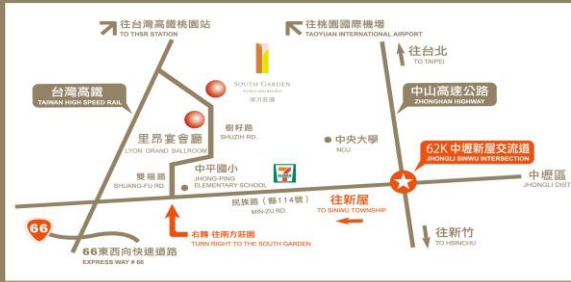 往台灣高鐵桃園站
TO THSR STATION
往桃園國際機場
TAOYUAN INTERNATIONAL AIRPORT
往台北
TO TAIPEI
SOUTH GARDEN
南方莊園
台灣高鐵
TAIWAN HIGH SPEED RAIL
中山高速公路
ZHONGHAN HIGHWAY
樹籽路
SHUZIH RD.
里昂宴會廳
LYON GRAND BALLROOM
中央大學
NCU
62K 中壢新屋交流道
JHONGLI SINWU INTERSECTION
雙福路
SHUANG-FU RD.
中平國小
JHONG-PING
ELEMENTARY SCHOOL
7
ELEVEN
中壢區
JHONGLI DIST
民族路（縣114號）
MIN-ZU RD.
往新屋
TO SINWU TOWNSHIP
66
右轉 往南方莊園
TURN RIGHT TO THE SOUTH GARDEN
往新竹
TO HSINCHU
66東西向快速道路
EXPRESS WAY # 66